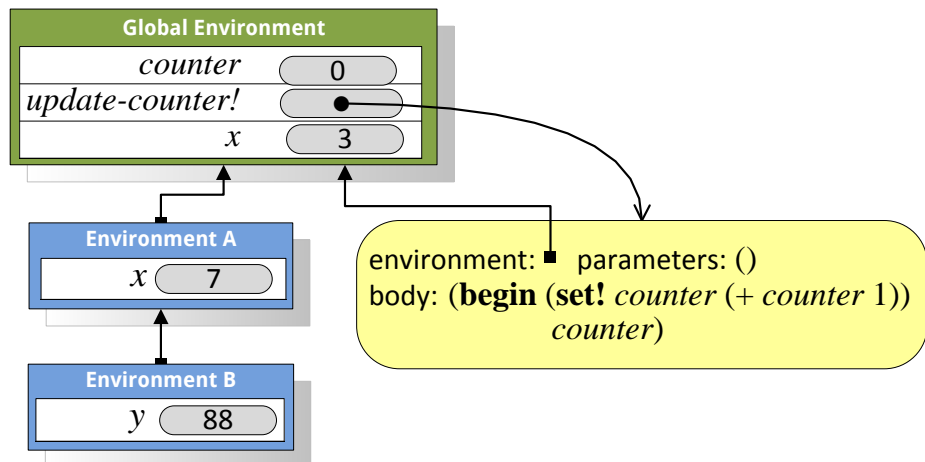 Global Environment
counter 0
update-counter!
x 3
Environment A
x 7
environment: parameters: ()
body: (begin (set! counter (+ counter 1))
counter)
Environment B
y 88